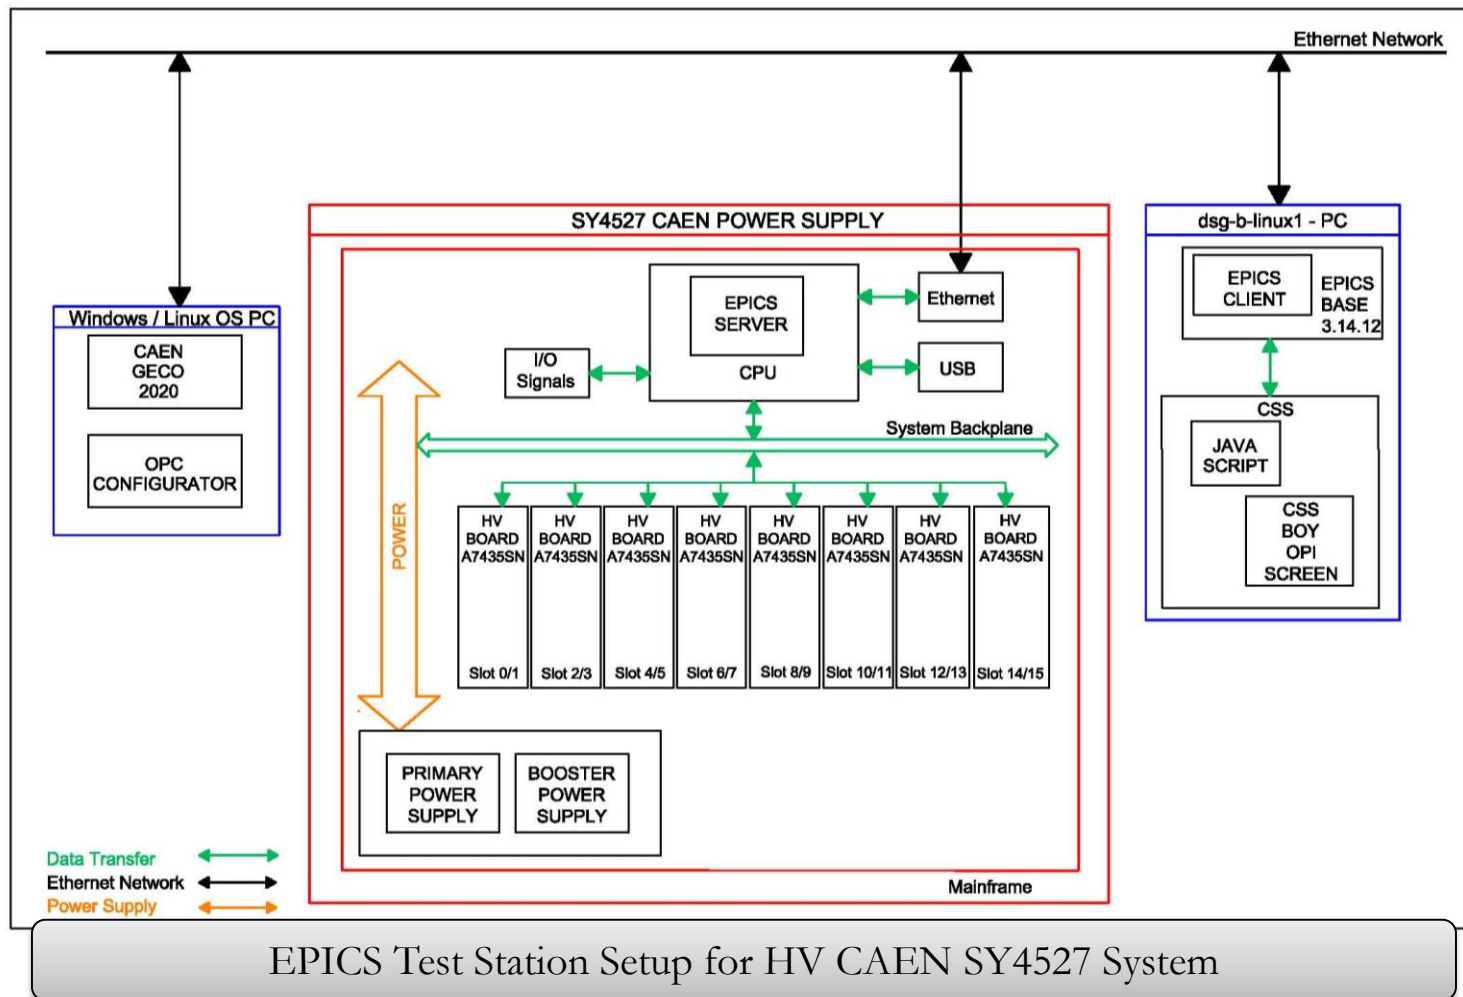 Ethernet Network
SY4527 CAEN POWER SUPPLY
dsg-b-linux1 - PC
EPICS
CLIENT
EPICS
BASE
3.14.12
EPICS
SERVER
CPU
Ethernet
USB
I/O
Signals
Windows / Linux OS PC
CAEN
GECO
2020
OPC
CONFIGURATOR
CSS
JAVA
SCRIPT
CSS
BOY
OPI
SCREEN
System Backplane
POWER
HV
BOARD
A7435SN
Slot 0/1
HV
BOARD
A7435SN
Slot 2/3
HV
BOARD
A7435SN
Slot 4/5
HV
BOARD
A7435SN
Slot 6/7
HV
BOARD
A7435SN
Slot 8/9
HV
BOARD
A7435SN
Slot 10/11
HV
BOARD
A7435SN
Slot 12/13
HV
BOARD
A7435SN
Slot 14/15
PRIMARY
POWER
SUPPLY
BOOSTER
POWER
SUPPLY
Mainframe
Data Transfer
Ethernet Network
Power Supply
EPICS Test Station Setup for HV CAEN SY4527 System